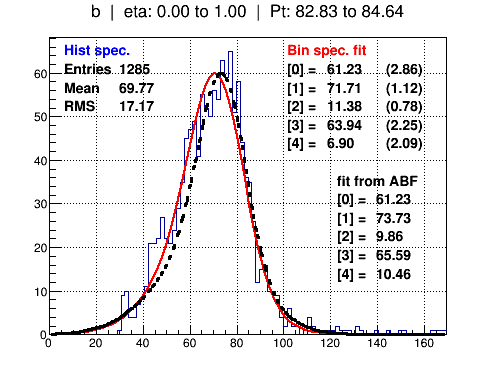 b | eta: 0.00 to 1.00 | Pt: 82.83 to 84.64
Hist spec.
Entries 1285
Mean 69.77
RMS 17.17
Bin spec. fit
[0] = 61.23 (2.86)
[1] = 71.71 (1.12)
[2] = 11.38 (0.78)
[3] = 63.94 (2.25)
[4] = 6.90 (2.09)
fit from ABF
[0] = 61.23
[1] = 73.73
[2] = 9.86
[3] = 65.59
[4] = 10.46
60
50
40
30
20
10
0
0 20 40 60 80 100 120 140 160